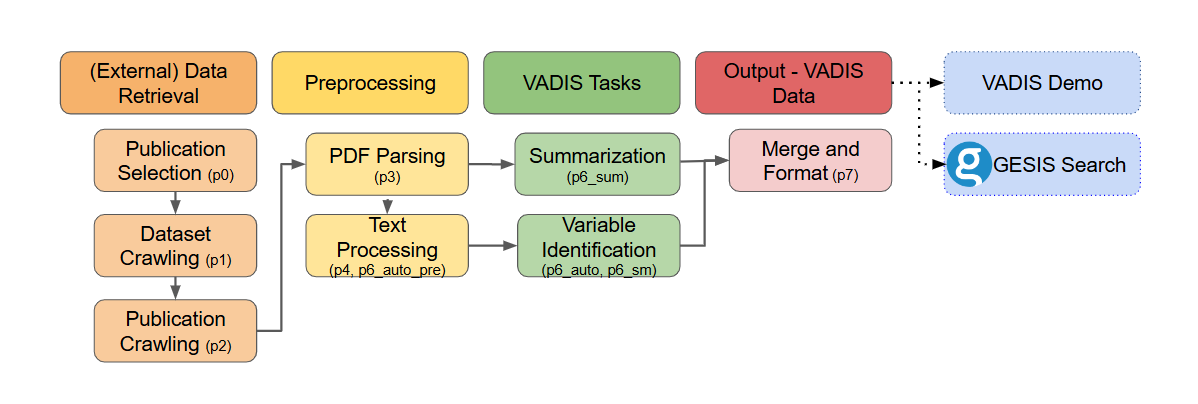 (External) Data
Retrieval
Preprocessing
VADIS Tasks
Output - VADIS
Data
VADIS Demo
Publication
Selection (p0)
PDF Parsing
(p3)
Summarization
(p6_sum)
Merge and
Format (p7)
g
GESIS Search
Dataset
Crawling (p1)
Text
Processing
(p4, p6_auto_pre)
Variable
Identification
(p6_auto, p6_sm)
Publication
Crawling (p2)